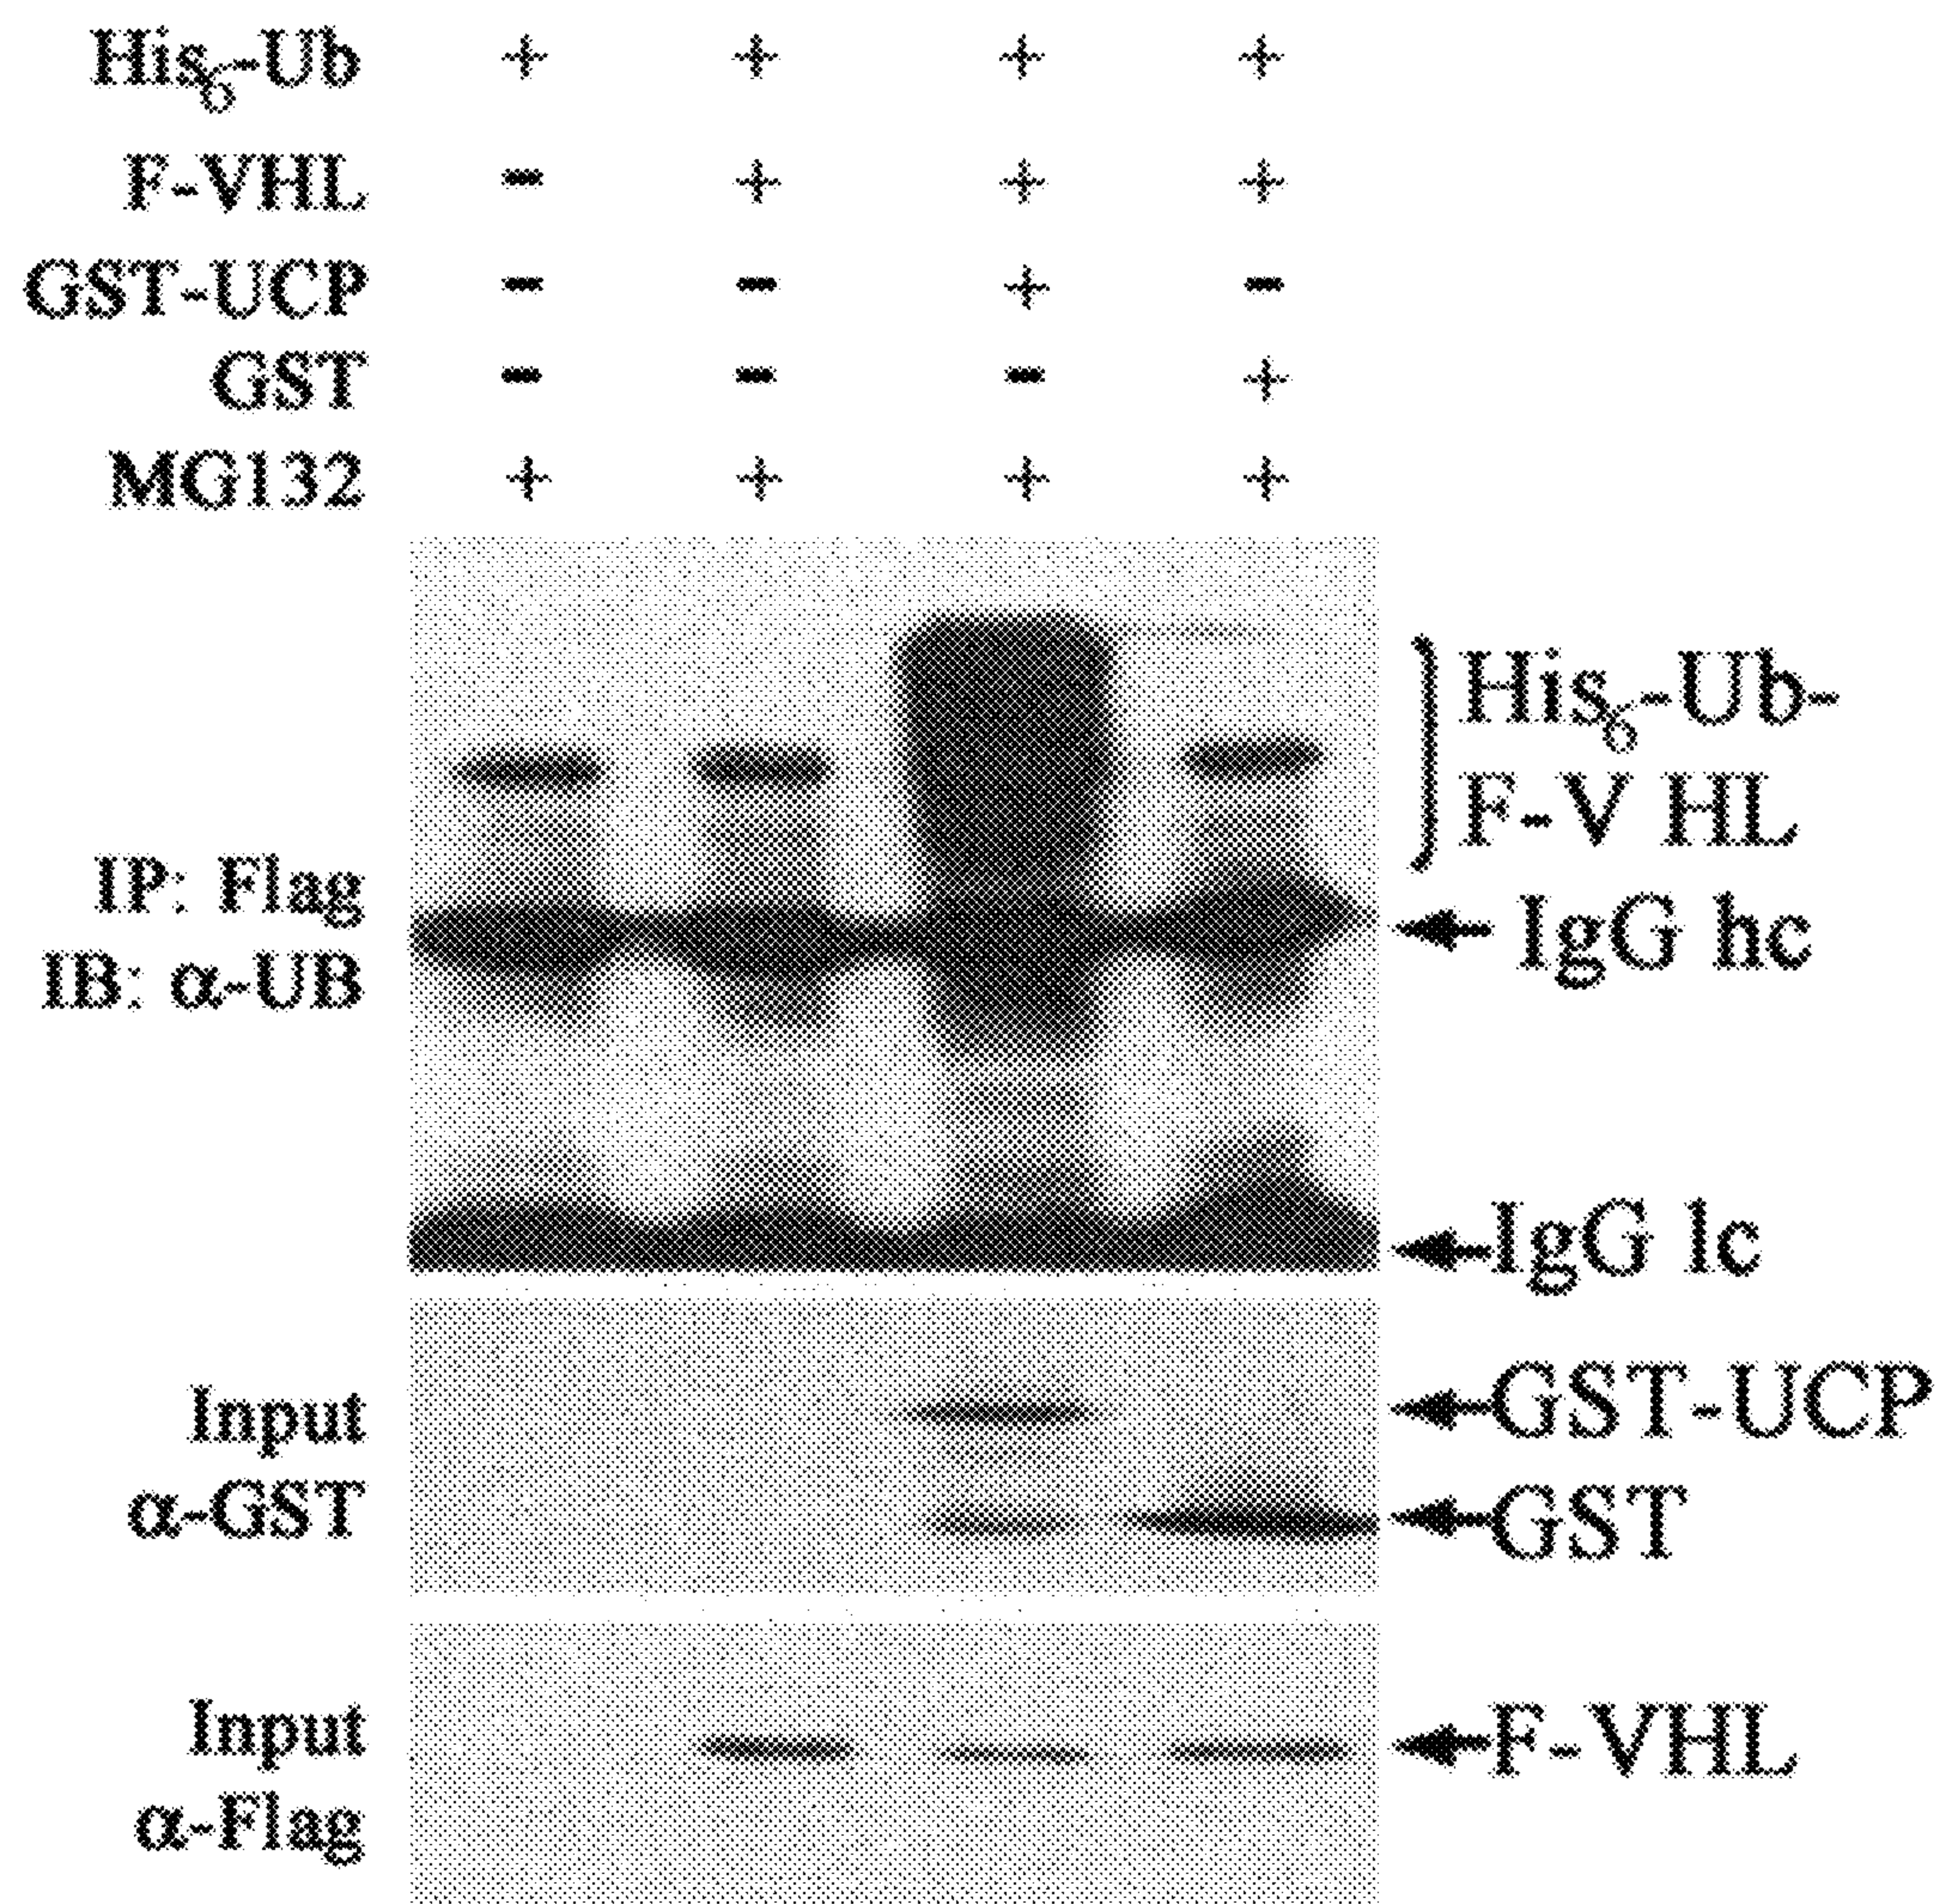 His₆-Ub + + + +
F-VHL - + + +
GST-UCP - - + -
GST - - - +
MG132 + + + +
His₆-Ub-
F-V HL
IP: Flag
IB: α-UB
IgG hc
IgG lc
Input
α-GST
GST-UCP
GST
Input
α-Flag
F-VHL